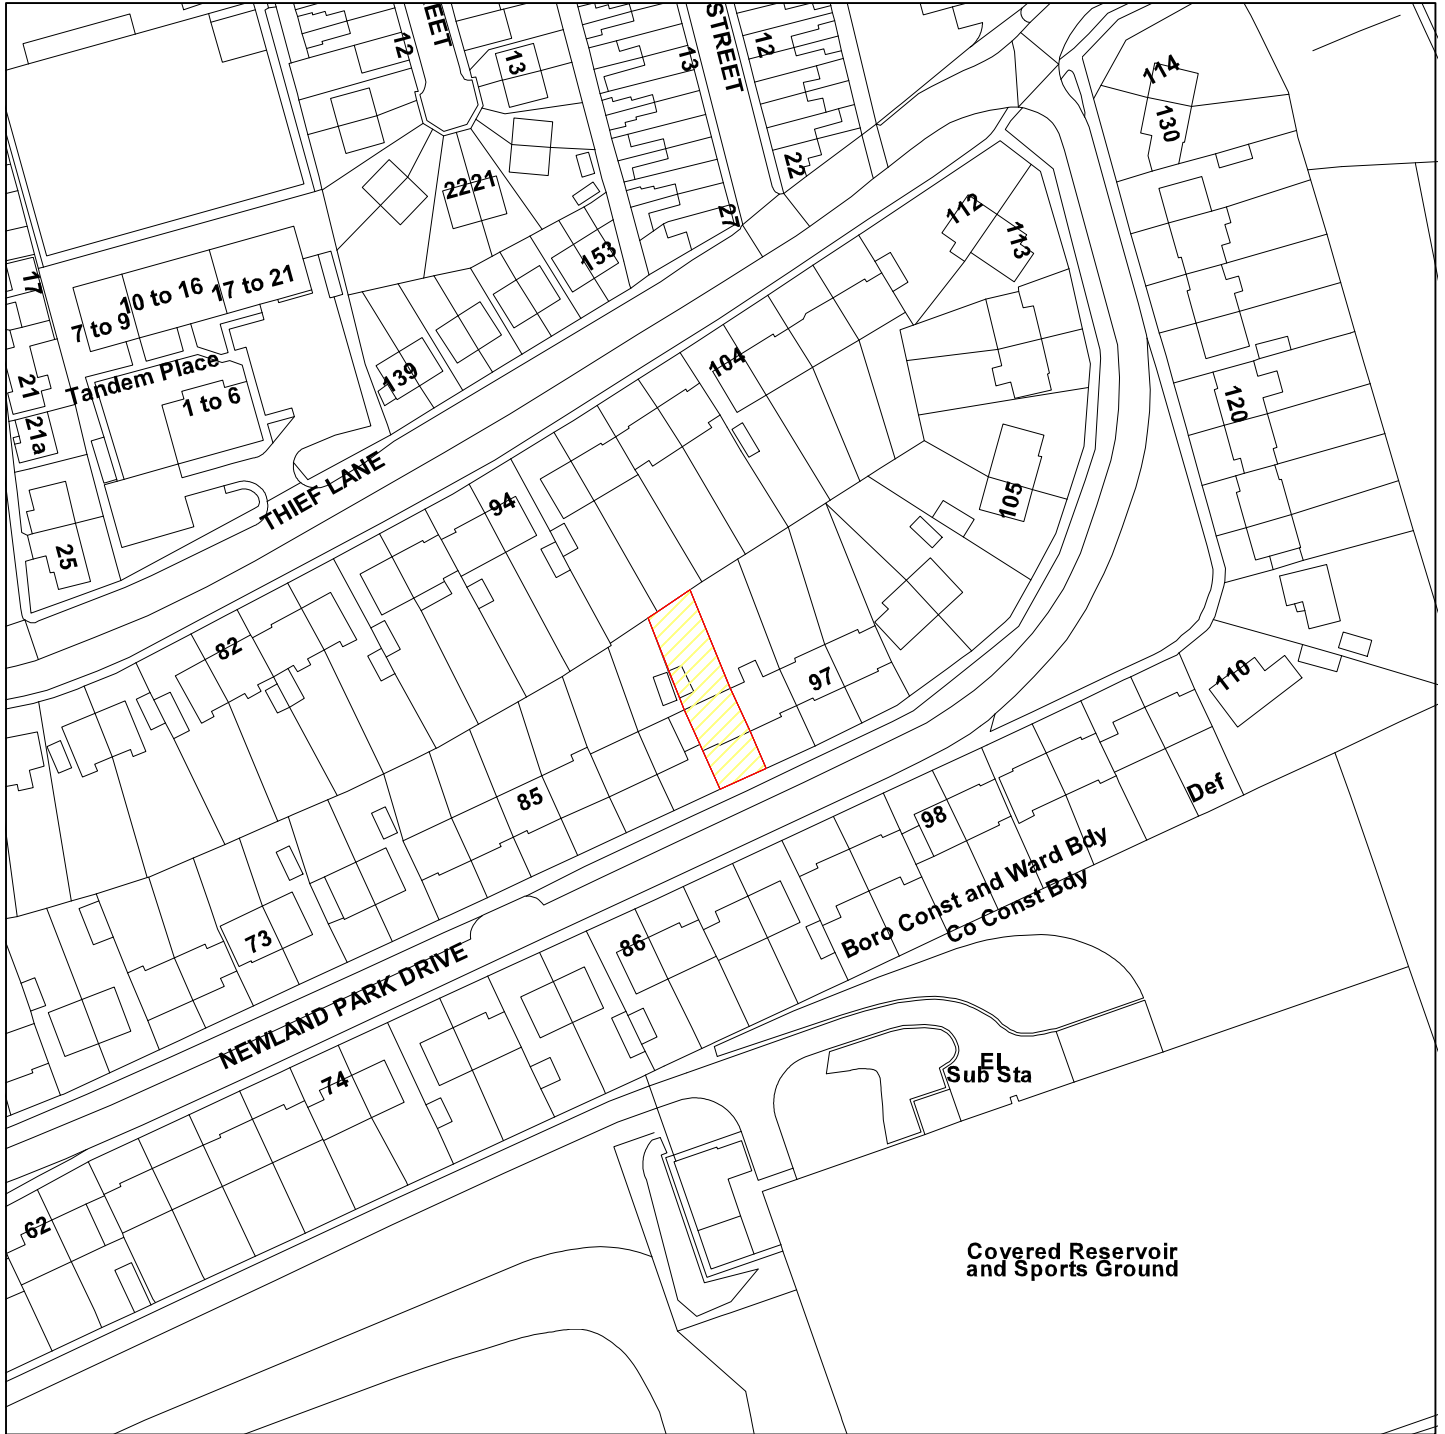 EET
STREET
12
13
13
12
114
130
22
2221
27
112
113
153
17
10 to 16
17 to 21
7 to 9
Tandem Place
139
104
21
1 to 6
120
21a
THIEF LANE
94
105
25
82
97
110
85
Def
98
Boro Const and Ward Bdy
Co Const Bdy
73
86
NEWLAND PARK DRIVE
74
El
Sub Sta
62
Covered Reservoir
and Sports Ground